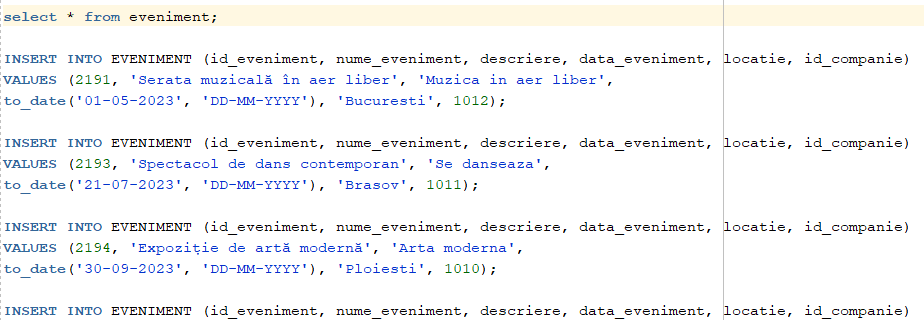 select * from eveniment;
INSERT INTO EVENIMENT (id_eveniment, nume_eveniment, descriere, data_eveniment, locatie, id_companie)
VALUES (2191, 'Serata muzicală în aer liber', 'Muzica in aer liber',
to_date('01-05-2023', 'DD-MM-YYYY'), 'Bucuresti', 1012);
INSERT INTO EVENIMENT (id_eveniment, nume_eveniment, descriere, data_eveniment, locatie, id_companie)
VALUES (2193, 'Spectacol de dans contemporan', 'Se danseaza',
to_date('21-07-2023', 'DD-MM-YYYY'), 'Brasov', 1011);
INSERT INTO EVENIMENT (id_eveniment, nume_eveniment, descriere, data_eveniment, locatie, id_companie)
VALUES (2194, 'Expoziție de artă modernă', 'Arta moderna',
to_date('30-09-2023', 'DD-MM-YYYY'), 'Ploiesti', 1010);
INSERT INTO EVENIMENT (id_eveniment, nume_eveniment, descriere, data_eveniment, locatie, id_companie)